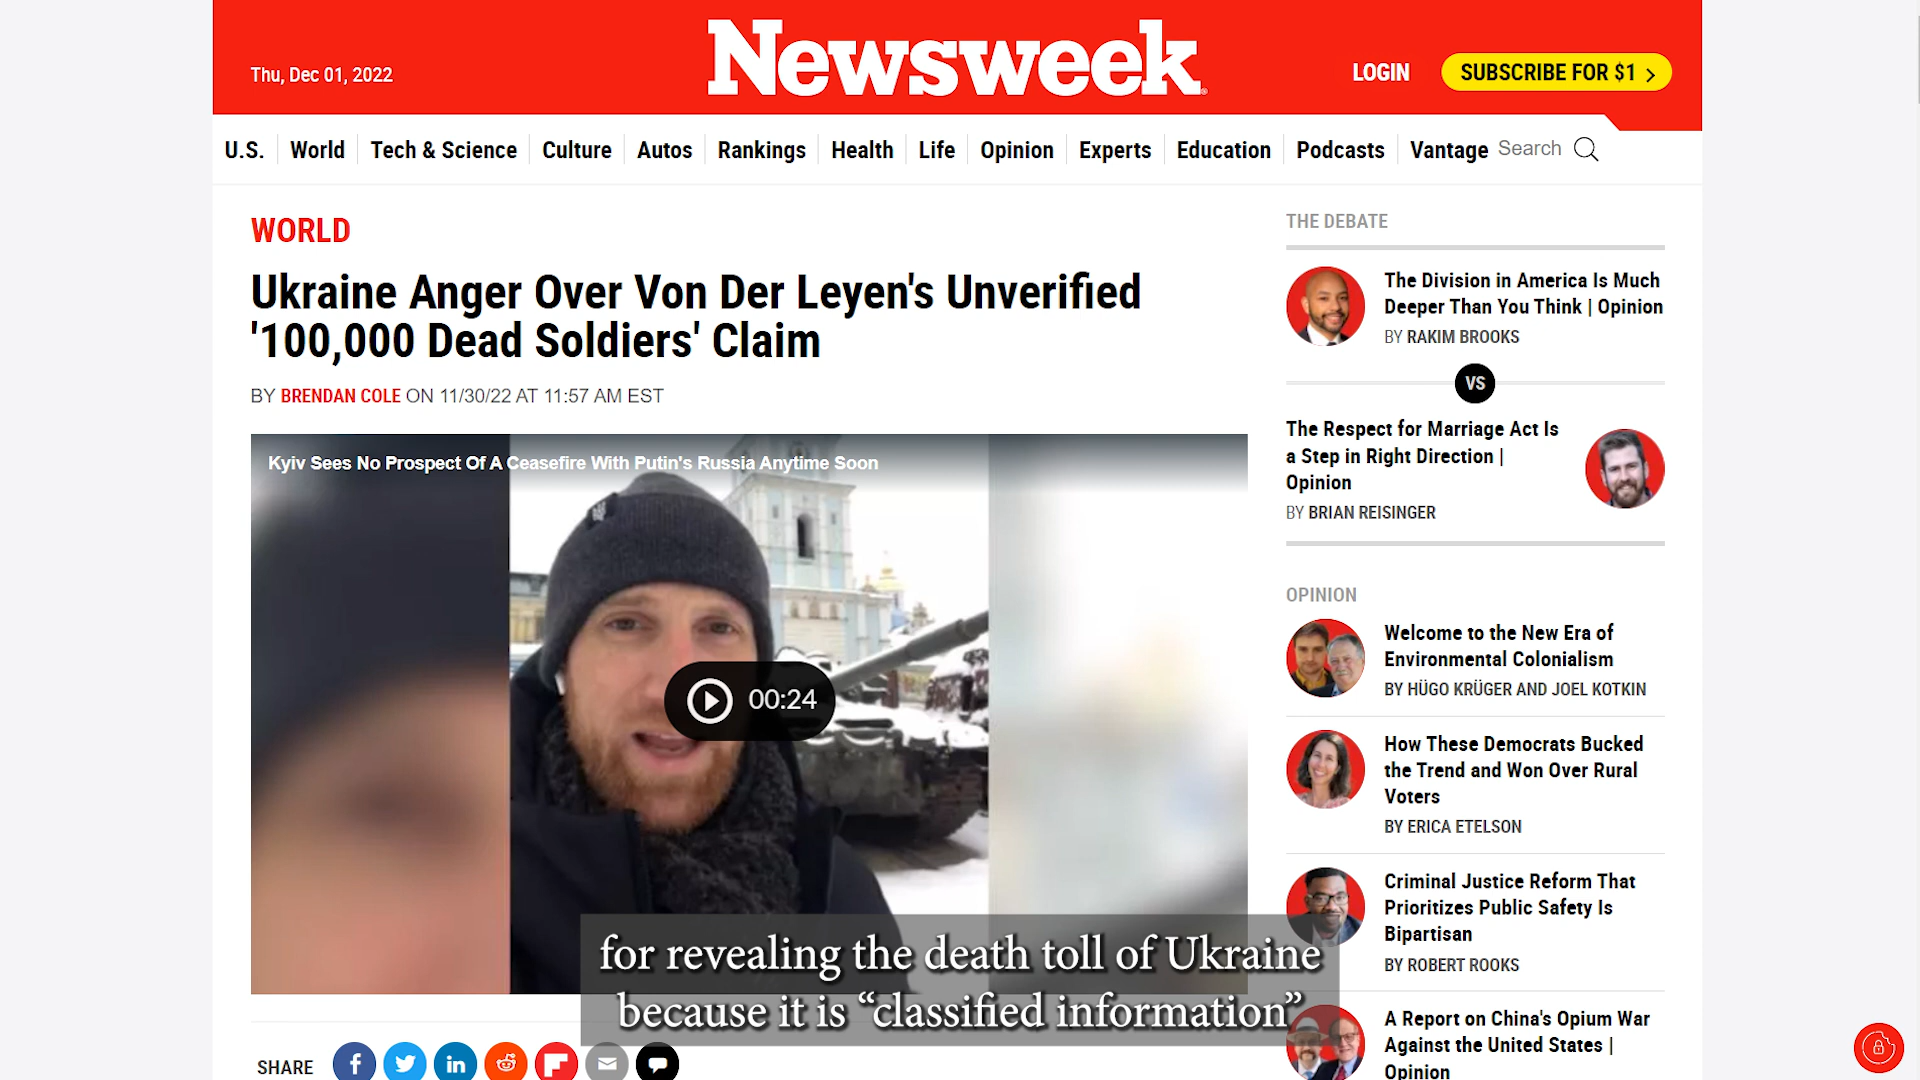 Thu, Dec 01, 2022
Newsweek
LOGIN
SUBSCRIBE FOR $1
U.S.
World
Tech & Science
Culture
Autos
Rankings
Health
Life
Opinion
Experts
Education
Podcasts
Vantage
Search
WORLD
Ukraine Anger Over Von Der Leyen's Unverified
'100,000 Dead Soldiers' Claim
BY BRENDAN COLE ON 11/30/22 AT 11:57 AM EST
Kyiv Sees No Prospect Of A Ceasefire With Putin's Russia Anytime Soon
00:24
for revealing the death toll of Ukraine
because it is “classified information”
SHARE
THE DEBATE
The Division in America Is Much
Deeper Than You Think | Opinion
BY RAKIM BROOKS
VS
The Respect for Marriage Act Is
a Step in Right Direction |
Opinion
BY BRIAN REISINGER
OPINION
Welcome to the New Era of
Environmental Colonialism
BY HÜGO KRÜGER AND JOEL KOTKIN
How These Democrats Bucked
the Trend and Won Over Rural
Voters
BY ERICA ETELSON
Criminal Justice Reform That
Prioritizes Public Safety Is
Bipartisan
BY ROBERT ROOKS
A Report on China's Opium War
Against the United States |
Opinion